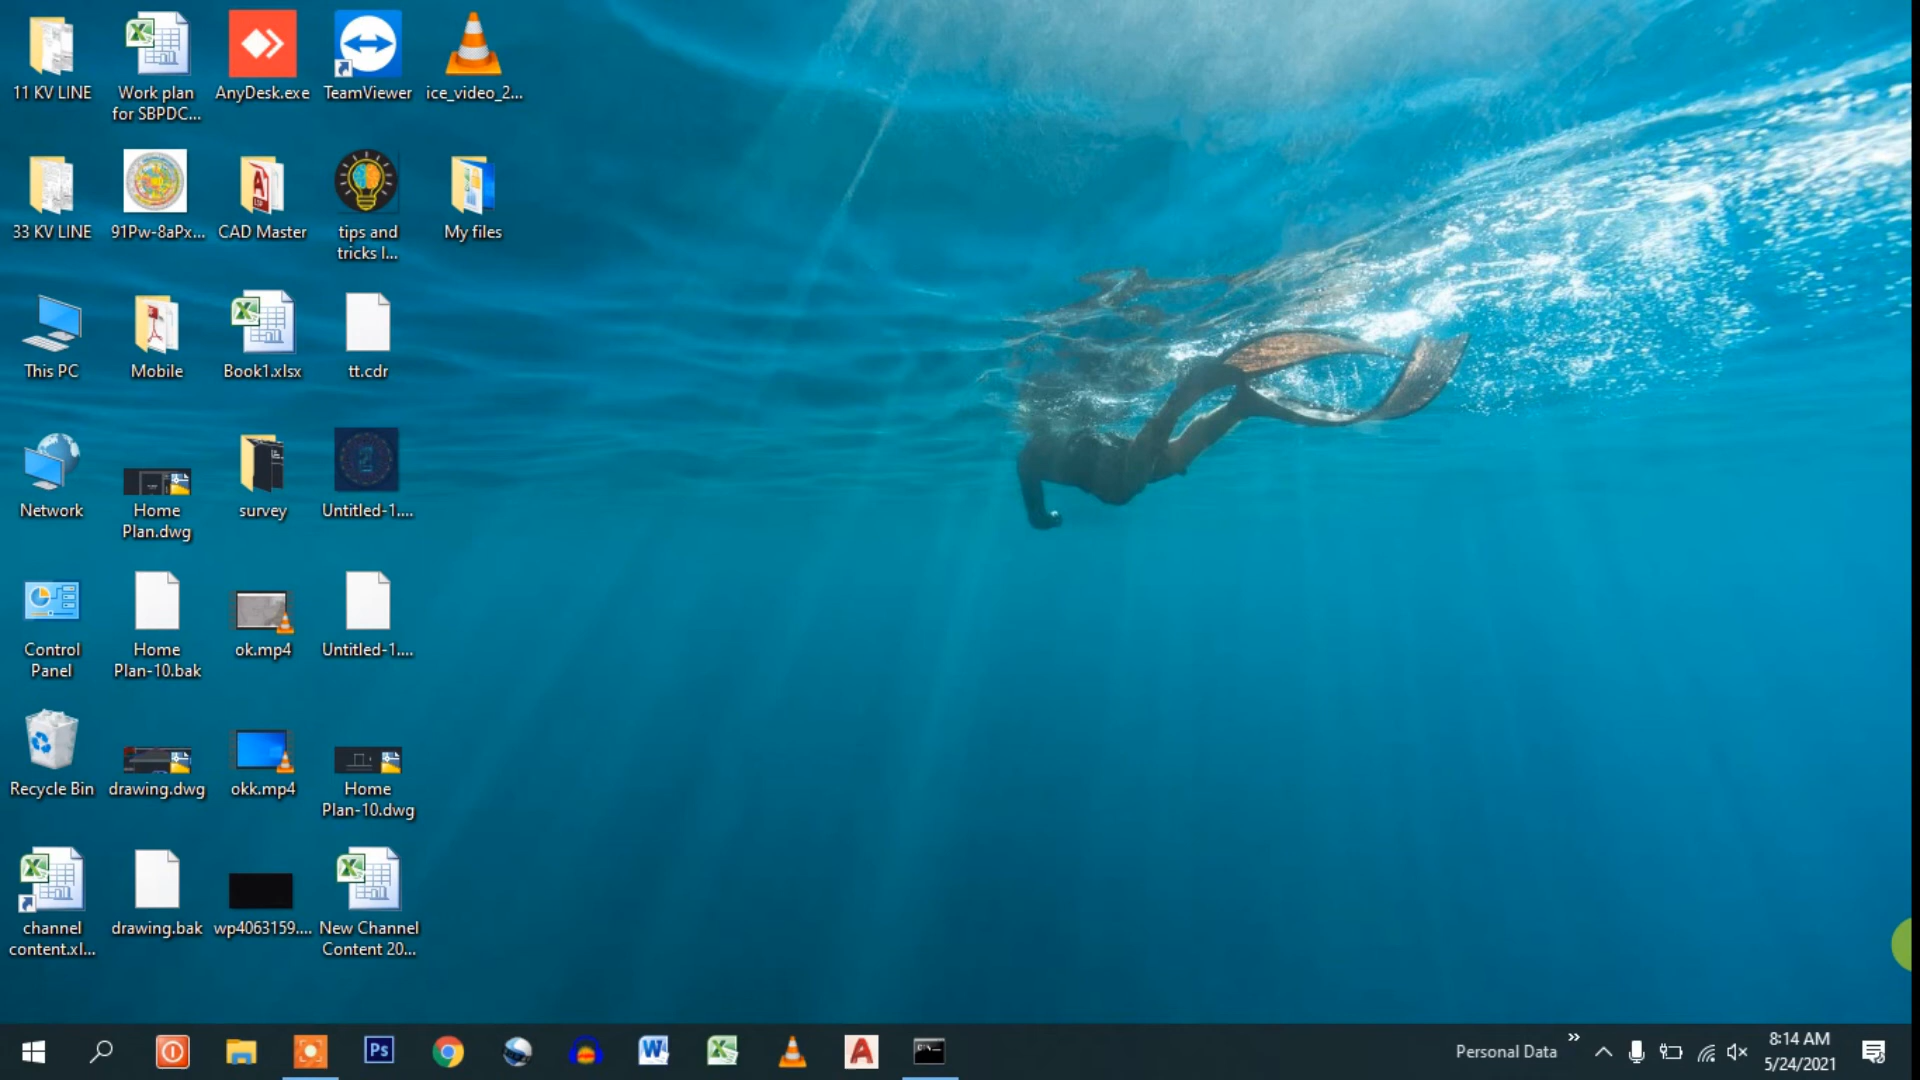 11 KV LINE
Work plan
for SBPDC...
AnyDesk.exe
TeamViewer
ice_video_2...
33 KV LINE
91Pw-8aPx...
CAD Master
tips and
tricks l...
My files
This PC
Mobile
Book1.xlsx
tt.cdr
Network
Home
Plan.dwg
survey
Untitled-1....
Control
Panel
Home
Plan-10.bak
ok.mp4
Untitled-1....
Recycle Bin
drawing.dwg
okk.mp4
Home
Plan-10.dwg
channel
content.xl...
drawing.bak
wp4063159....
New Channel
Content 20...
Ps
Personal Data
8:14 AM
5/24/2021